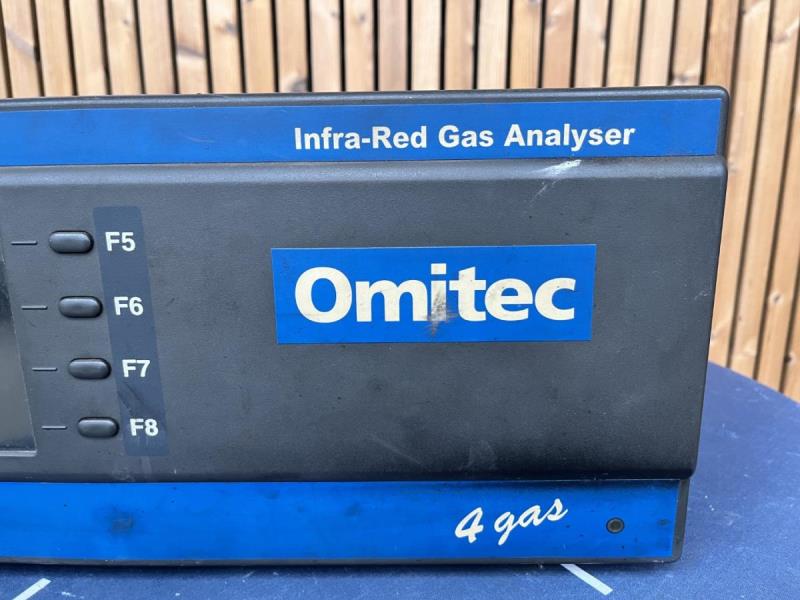 Infra-Red Gas Analyser
F5
Omitec
F6
F7
F8
4 gas